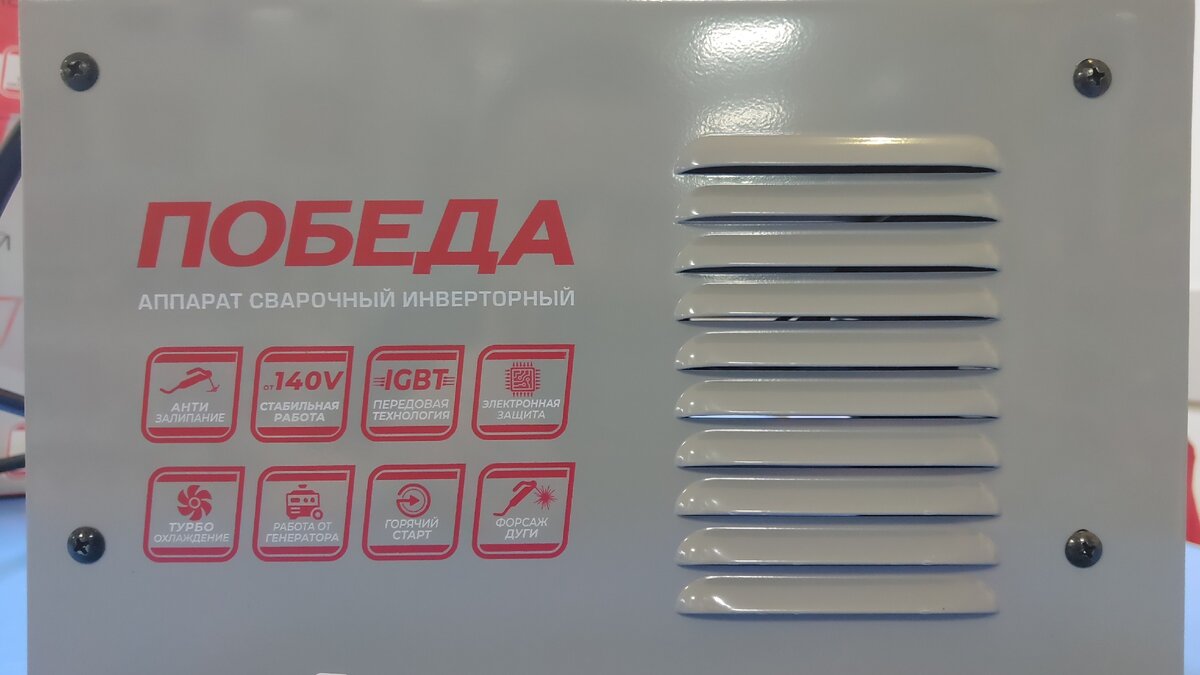 ПОБЕДА
АППАРАТ СВАРОЧНЫЙ ИНВЕРТОРНЫЙ
АНТИ
ЗАЛИПАНИЕ
от 140V
СТАБИЛЬНАЯ
РАБОТА
IGBT
ПЕРЕДОВАЯ
ТЕХНОЛОГИЯ
ЭЛЕКТРОННАЯ
ЗАЩИТА
ТУРБО
ОХЛАЖДЕНИЕ
РАБОТА ОТ
ГЕНЕРАТОРА
ГОРЯЧИЙ
СТАРТ
ФОРСАЖ
ДУГИ